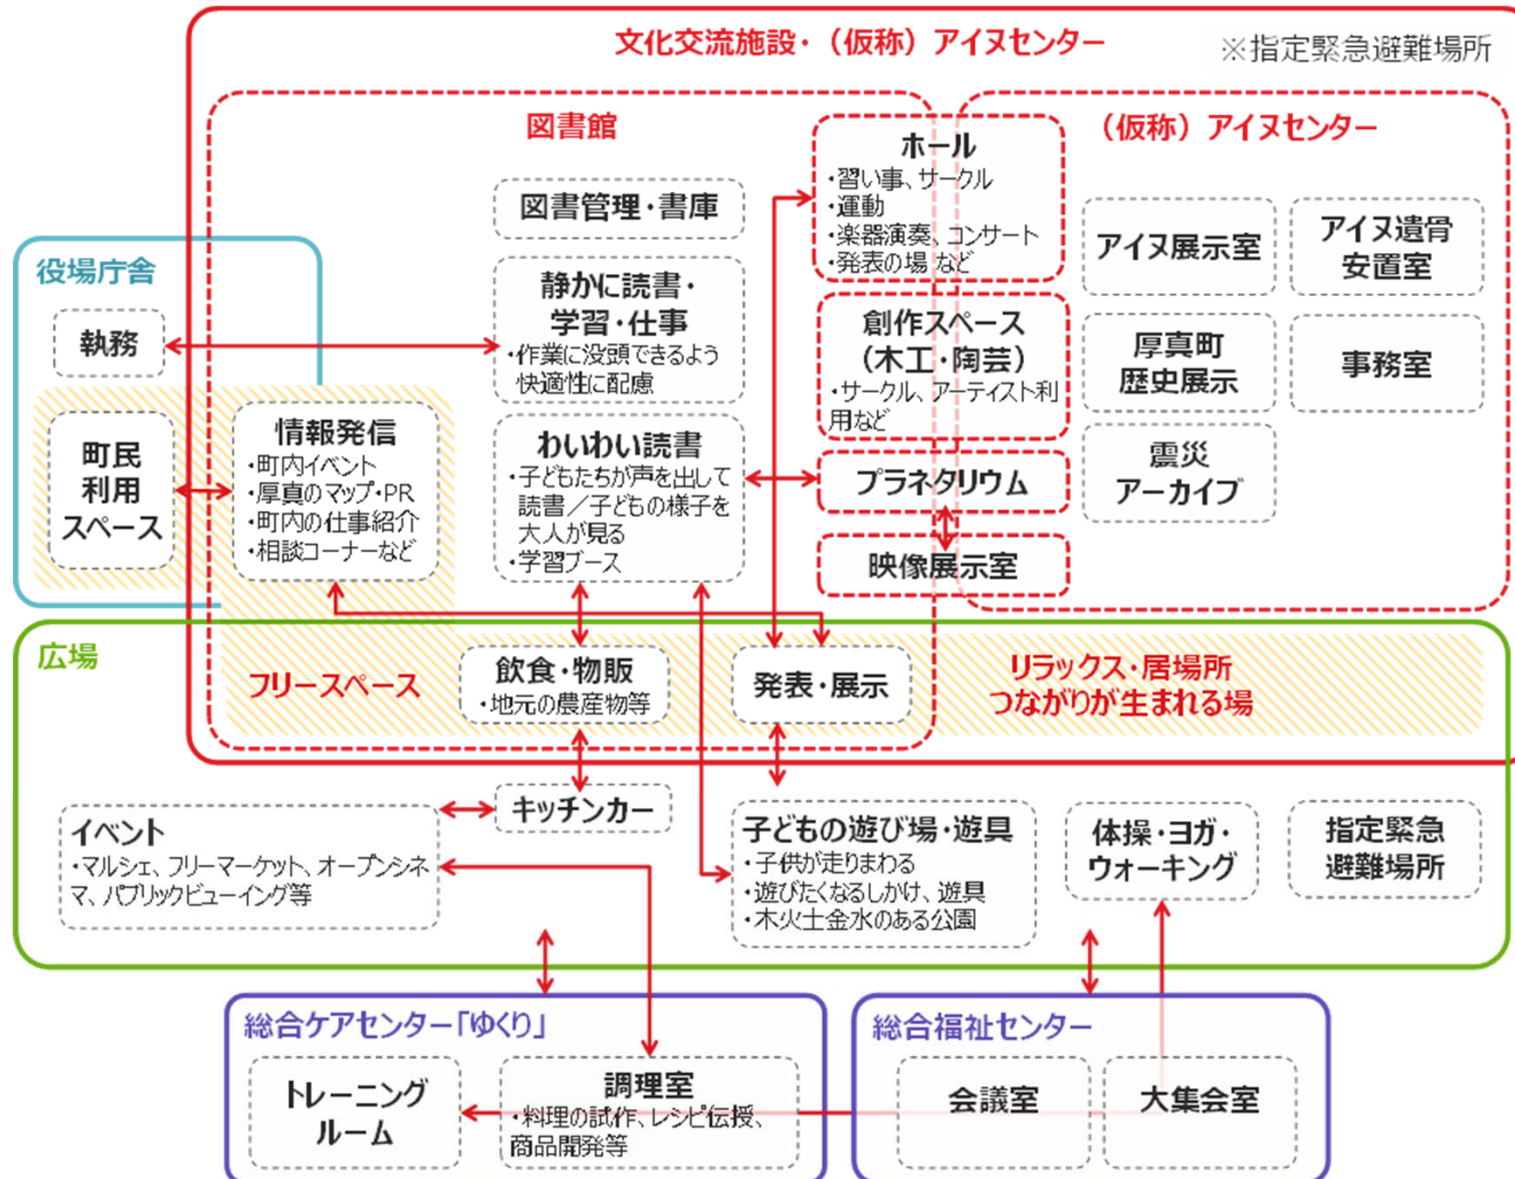 文化交流施設・（仮称）アイヌセンター
※指定緊急避難場所
図書館
（仮称）アイヌセンター
図書管理・書庫
静かに読書・
学習・仕事
・作業に没頭できるよう
快適性に配慮
わいわい読書
・子どもたちが声を出して
読書／子どもの様子を
大人が見る
・学習ブース
ホール
・習い事、サークル
・運動
・楽器演奏、コンサート
・発表の場 など
創作スペース
（木工・陶芸）
・サークル、アーティスト利
用など
プラネタリウム
映像展示室
アイヌ展示室
アイヌ遺骨
安置室
厚真町
歴史展示
事務室
震災
アーカイブ
役場庁舎
執務
町民
利用
スペース
情報発信
・町内イベント
・厚真のマップ・PR
・町内の仕事紹介
・相談コーナーなど
広場
フリースペース
飲食・物販
・地元の農産物等
発表・展示
リラックス・居場所
つながりが生まれる場
キッチンカー
イベント
・マルシェ、フリーマーケット、オープンシネ
マ、パブリックビューイング等
子どもの遊び場・遊具
・子供が走りまわる
・遊びたくなるしかけ、遊具
・木火土金水のある公園
体操・ヨガ・
ウォーキング
指定緊急
避難場所
総合ケアセンター「ゆくり」
トレーニング
ルーム
調理室
・料理の試作、レシピ伝授、
商品開発等
総合福祉センター
会議室
大集会室